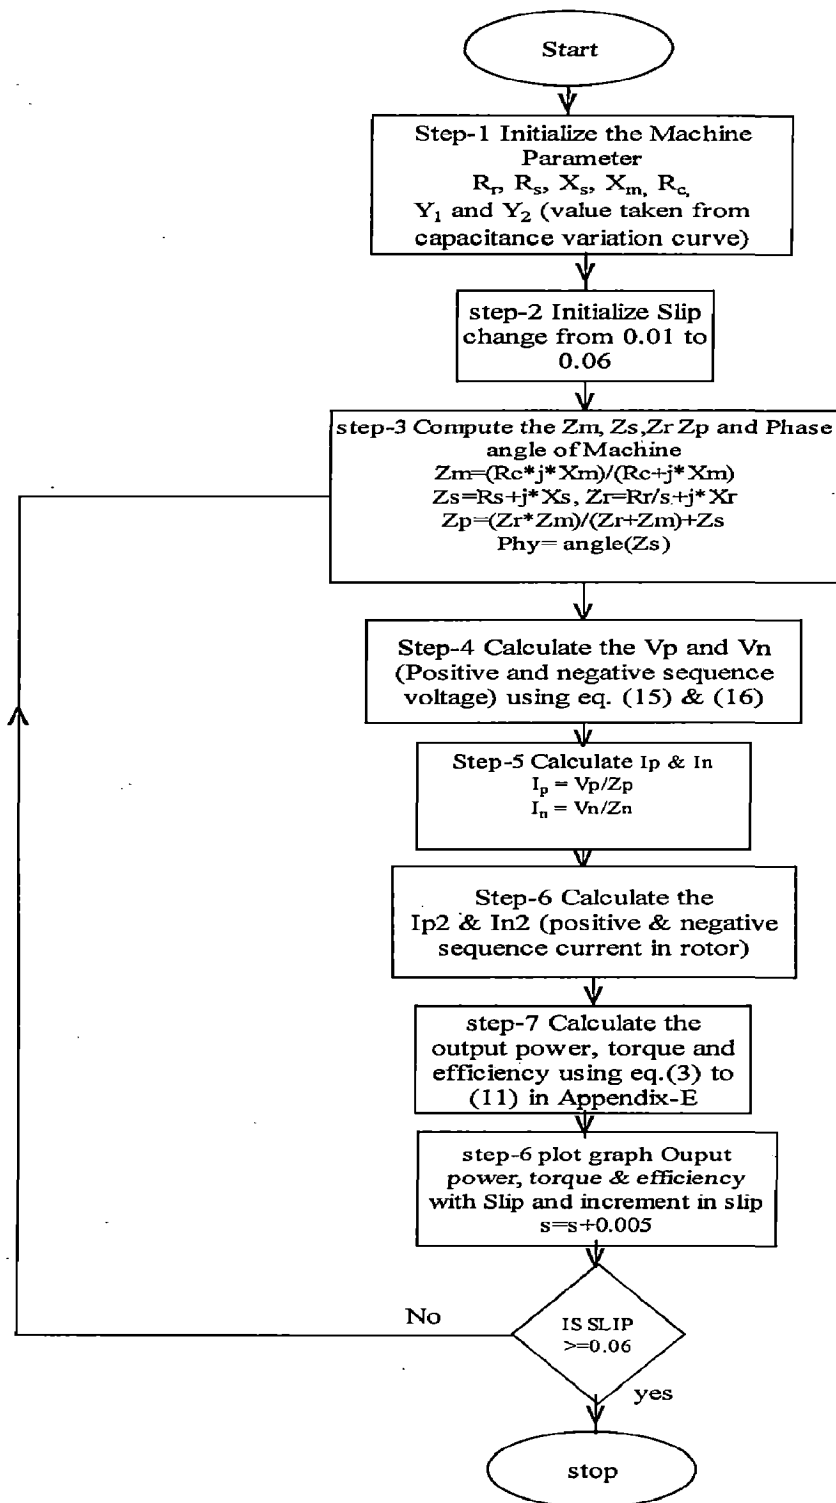 Start
Step-1 Initialize the Machine
Parameter
Rr, Rs, Xs, Xm, Rc,
Y1 and Y2 (value taken from
capacitance variation curve)
step-2 Initialize Slip
change from 0.01 to
0.06
step-3 Compute the Zm, Zs,Zr Zp and Phase
angle of Machine
Zm=(Rc*j*Xm)/(Rc+j*Xm)
Zs=Rs+j*Xs, Zr=Rr/s+j*Xr
Zp=(Zr*Zm)/(Zr+Zm)+Zs
Phy= angle(Zs)
Step-4 Calculate the Vp and Vn
(Positive and negative sequence
voltage) using eq. (15) & (16)
Step-5 Calculate Ip & In
Ip = Vp/Zp
In = Vn/Zn
Step-6 Calculate the
Ip2 & In2 (positive & negative
sequence current in rotor)
step-7 Calculate the
output power, torque and
efficiency using eq.(3) to
(11) in Appendix-E
step-6 plot graph Ouput
power, torque & efficiency
with Slip and increment in slip
s=s+0.005
No
IS SLIP
>=0.06
yes
stop